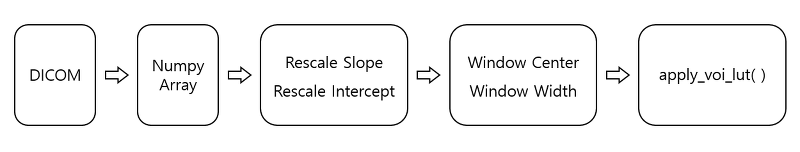 DICOM
Numpy
Array
Rescale Slope
Rescale Intercept
Window Center
Window Width
apply_voi_lut( )